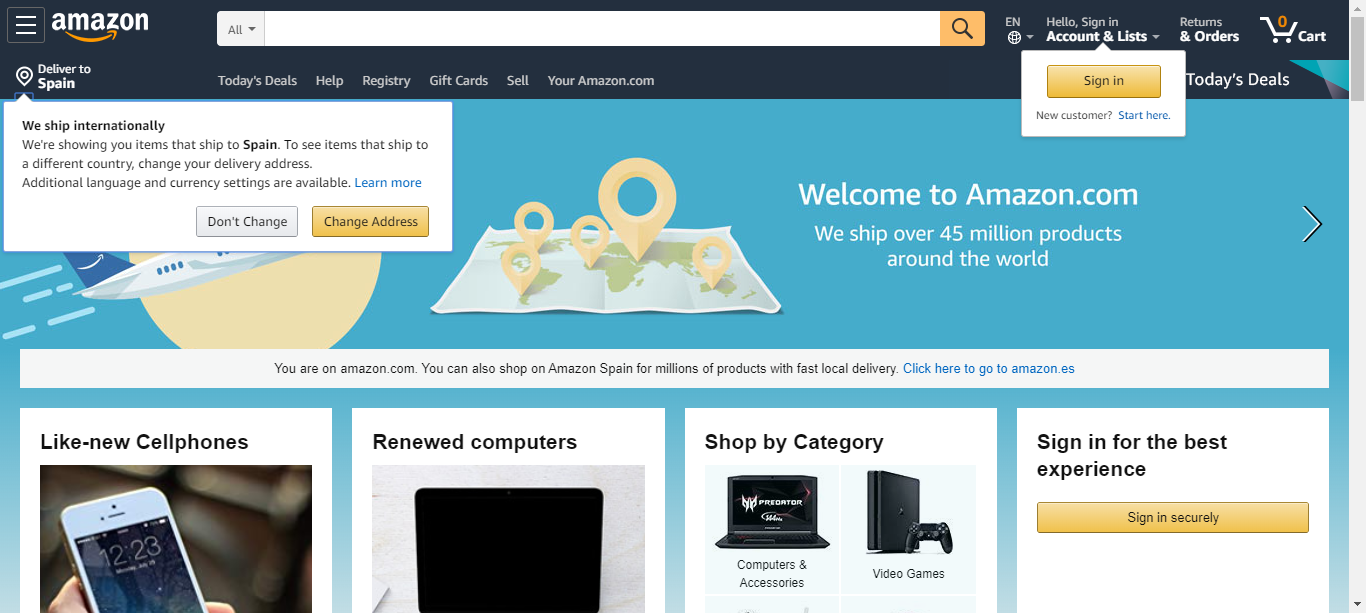 amazon
All
EN
Hello, Sign in
Account & Lists
Returns
& Orders
0
Cart
Deliver to
Spain
Today's Deals
Help
Registry
Gift Cards
Sell
Your Amazon.com
Today's Deals
Sign in
New customer? Start here.
We ship internationally
We're showing you items that ship to Spain. To see items that ship to
a different country, change your delivery address.
Additional language and currency settings are available. Learn more
Don't Change
Change Address
Welcome to Amazon.com
We ship over 45 million products
around the world
You are on amazon.com. You can also shop on Amazon Spain for millions of products with fast local delivery. Click here to go to amazon.es
Like-new Cellphones
12:23
Renewed computers
Shop by Category
PREDATOR
144Hz
Computers &
Accessories
Video Games
Sign in for the best
experience
Sign in securely